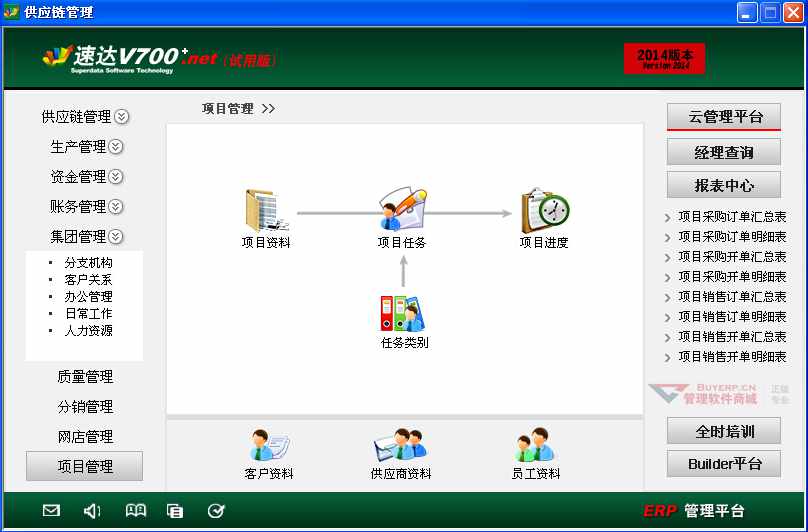 供应链管理
速达V700+.net (试用版)
Superdata Software Technology
2014版本
Version 2014
供应链管理
生产管理
资金管理
账务管理
集团管理
分支机构
客户关系
办公管理
日常工作
人力资源
质量管理
分销管理
网店管理
项目管理
项目管理 >>
项目资料
项目任务
项目进度
任务类别
客户资料
供应商资料
员工资料
云管理平台
经理查询
报表中心
项目采购订单汇总表
项目采购订单明细表
项目采购开单汇总表
项目采购开单明细表
项目销售订单汇总表
项目销售订单明细表
项目销售开单汇总表
项目销售开单明细表
BUYERP.CN
管理软件商城
正版
专业
全时培训
Builder平台
ERP 管理平台